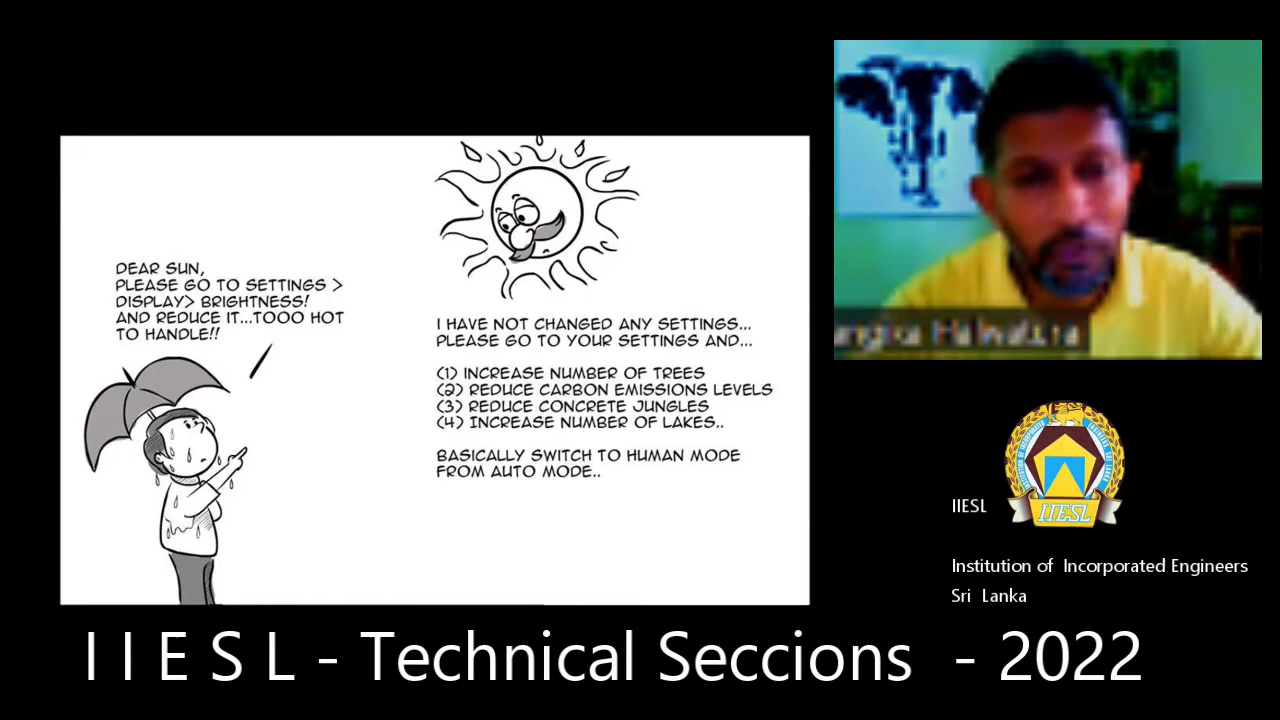 DEAR SUN,
PLEASE GO TO SETTINGS >
DISPLAY> BRIGHTNESS!
AND REDUCE IT...TOOO HOT
TO HANDLE!!
I HAVE NOT CHANGED ANY SETTINGS...
PLEASE GO TO YOUR SETTINGS AND...
(1) INCREASE NUMBER OF TREES
(2) REDUCE CARBON EMISSIONS LEVELS
(3) REDUCE CONCRETE JUNGLES
(4) INCREASE NUMBER OF LAKES..
BASICALLY SWITCH TO HUMAN MODE
FROM AUTO MODE..
angika Halwatura
IIESL
IIESL
Institution of Incorporated Engineers
Sri Lanka
I I E S L - Technical Seccions - 2022